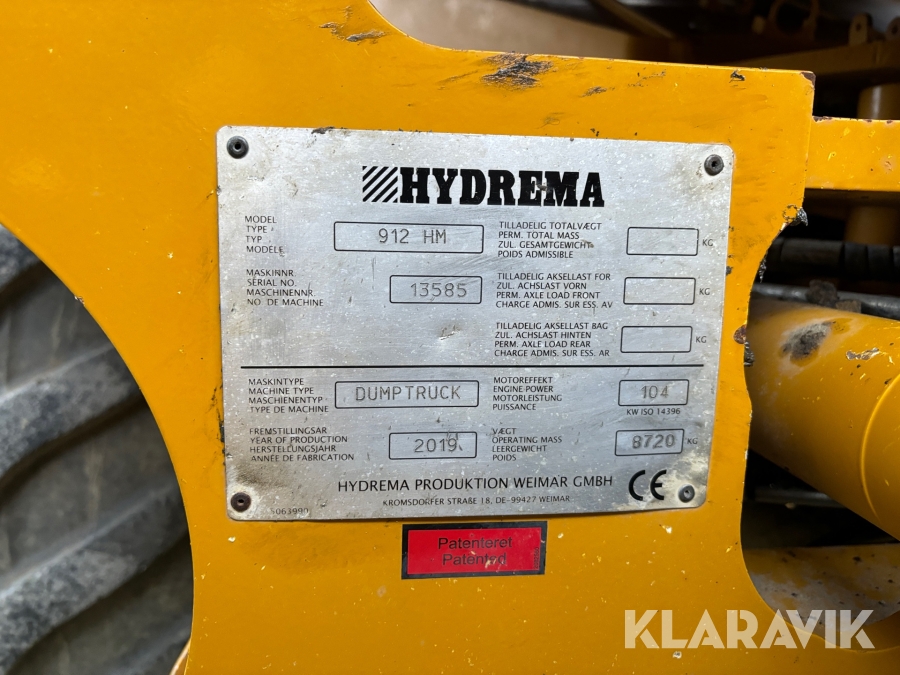 HYDREMA
MODEL
TYPE
TYP
MODELE
912 HM
TILLADELIG TOTALVÆGT
PERM. TOTAL MASS
ZUL. GESAMTGEWICHT
POIDS ADMISSIBLE
KG
MASKINNR.
SERIAL NO.
MASCHINENNR.
NO. DE MACHINE
13585
TILLADELIG AKSELLAST FOR
ZUL. ACHSLAST VORN
PERM. AXLE LOAD FRONT
CHARGE ADMIS. SUR ESS. AV
KG
TILLADELIG AKSELLAST BAG
ZUL. ACHSLAST HINTEN
PERM. AXLE LOAD REAR
CHARGE ADMIS. SUR ESS. AR
KG
MASKINTYPE
MACHINE TYPE
MASCHIENENTYP
TYPE DE MACHINE
DUMPTRUCK
MOTOREFFEKT
ENGINE POWER
MOTORLEISTUNG
PUISSANCE
104
KW ISO 14396
FREMSTILLINGSAR
YEAR OF PRODUCTION
HERSTELLUNGSJAHR
ANNÉE DE FABRICATION
2019
VÆGT
OPERATING MASS
LEERGEWICHT
POIDS
8720
KG
HYDREMA PRODUKTION WEIMAR GMBH
KROMSDORFER STRAßE 18, DE-99427 WEIMAR
CE
5063990
Patenteret
Patented
KLARAVIK